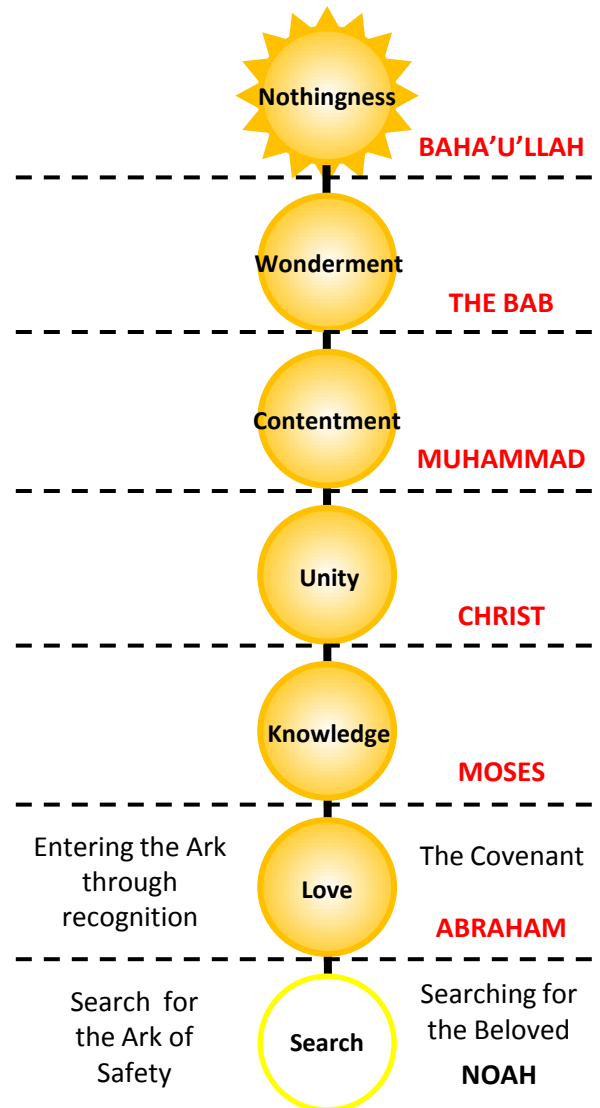 Nothingness
BAHA'U'LLAH
Wonderment
THE BAB
Contentment
MUHAMMAD
Unity
CHRIST
Knowledge
MOSES
Entering the Ark
through
recognition
Love
The Covenant
ABRAHAM
Search for
the Ark of
Safety
Search
Searching for
the Beloved
NOAH